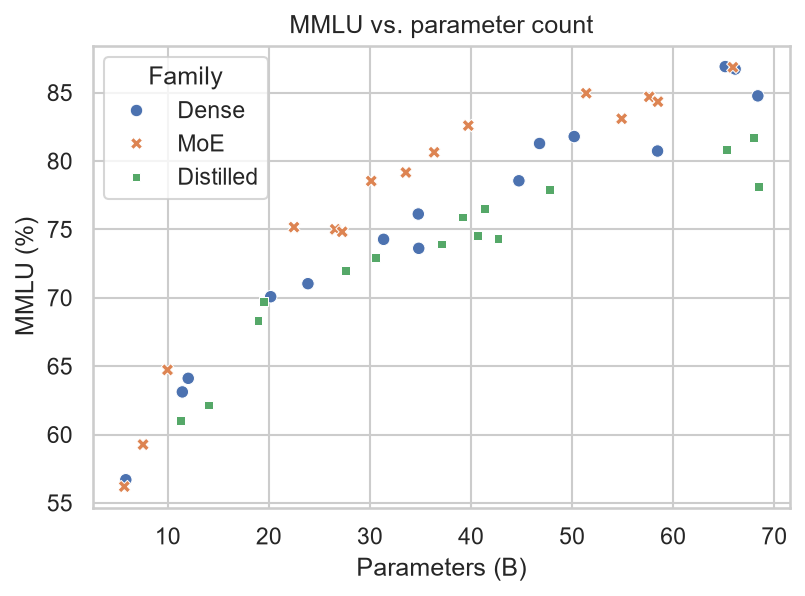 MMLU vs. parameter count
Family
Dense
MoE
Distilled
MMLU (%)
85
80
75
70
65
60
55
10 20 30 40 50 60 70
Parameters (B)